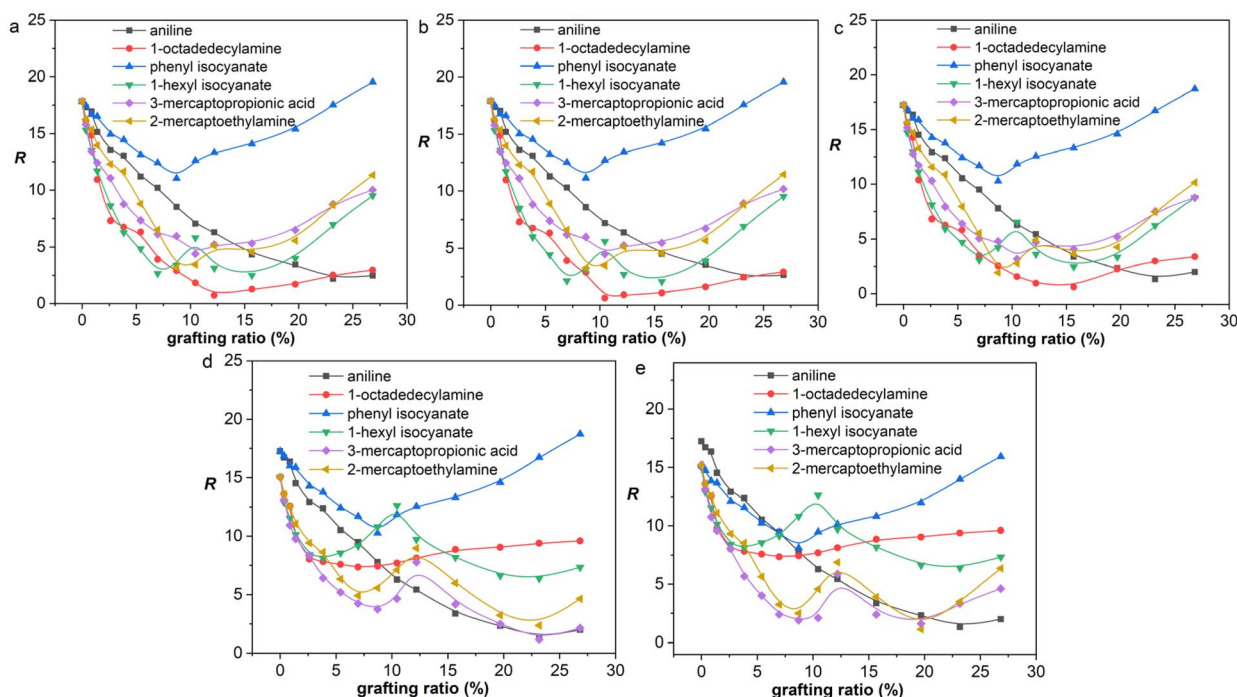 a
25
20
15
10
5
0
R
aniline
1-octadedecylamine
phenyl isocyanate
1-hexyl isocyanate
3-mercaptopropionic acid
2-mercaptoethylamine
0 5 10 15 20 25 30
grafting ratio (%)
b
25
20
15
10
5
0
R
aniline
1-octadedecylamine
phenyl isocyanate
1-hexyl isocyanate
3-mercaptopropionic acid
2-mercaptoethylamine
0 5 10 15 20 25 30
grafting ratio (%)
c
25
20
15
10
5
0
R
aniline
1-octadedecylamine
phenyl isocyanate
1-hexyl isocyanate
3-mercaptopropionic acid
2-mercaptoethylamine
0 5 10 15 20 25 30
grafting ratio (%)
d
25
20
15
10
5
0
R
aniline
1-octadedecylamine
phenyl isocyanate
1-hexyl isocyanate
3-mercaptopropionic acid
2-mercaptoethylamine
0 5 10 15 20 25 30
grafting ratio (%)
e
20
15
10
5
0
R
aniline
1-octadedecylamine
phenyl isocyanate
1-hexyl isocyanate
3-mercaptopropionic acid
2-mercaptoethylamine
0 5 10 15 20 25 30
grafting ratio (%)